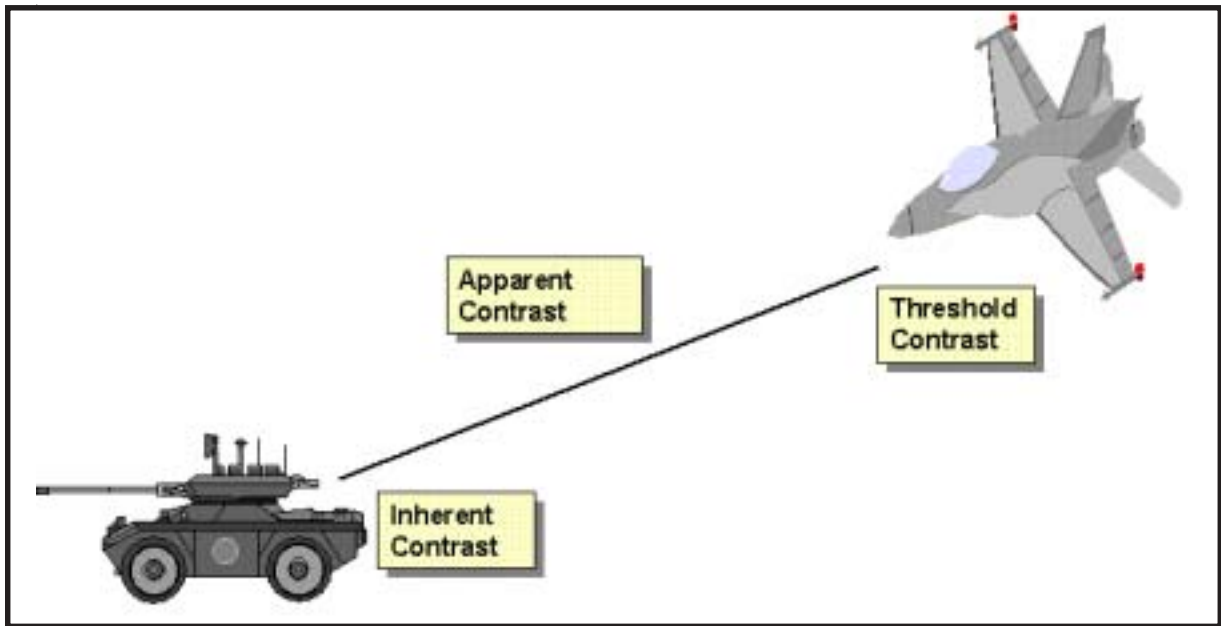 Apparent
Contrast
Threshold
Contrast
Inherent
Contrast